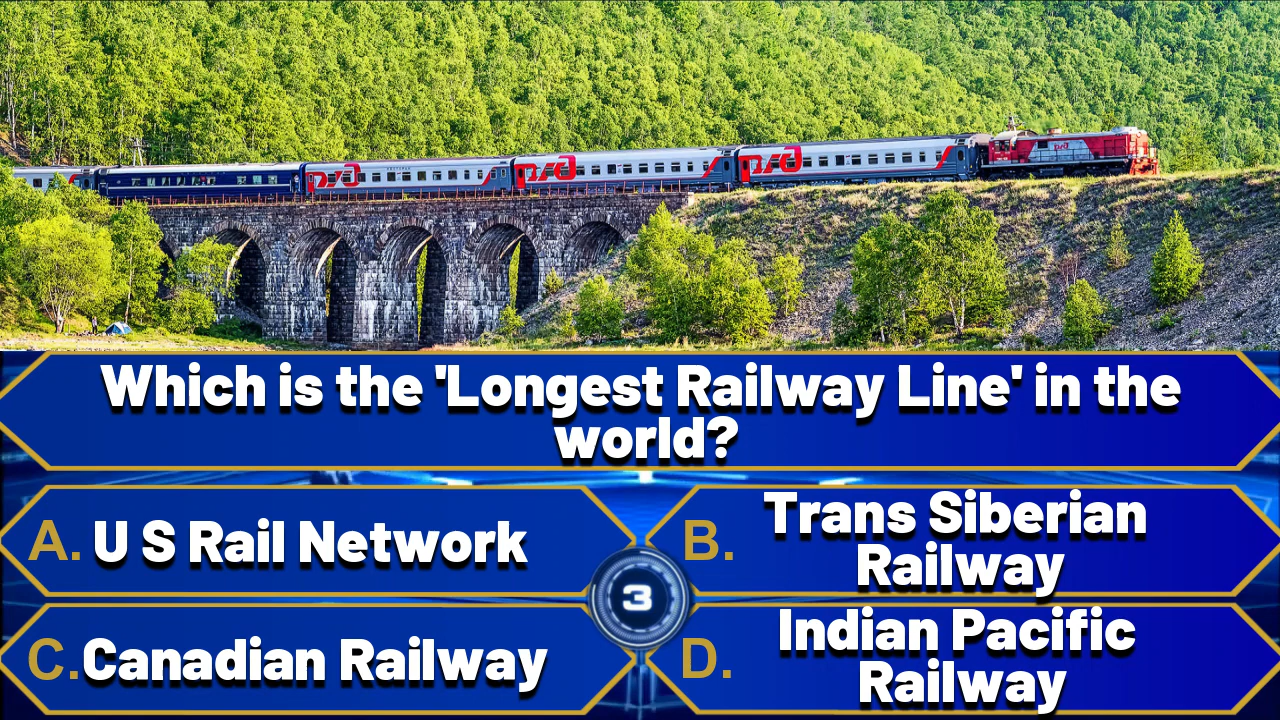 Which is the 'Longest Railway Line' in the
world?
A. U S Rail Network
B. Trans Siberian
Railway
3
C. Canadian Railway
D. Indian Pacific
Railway